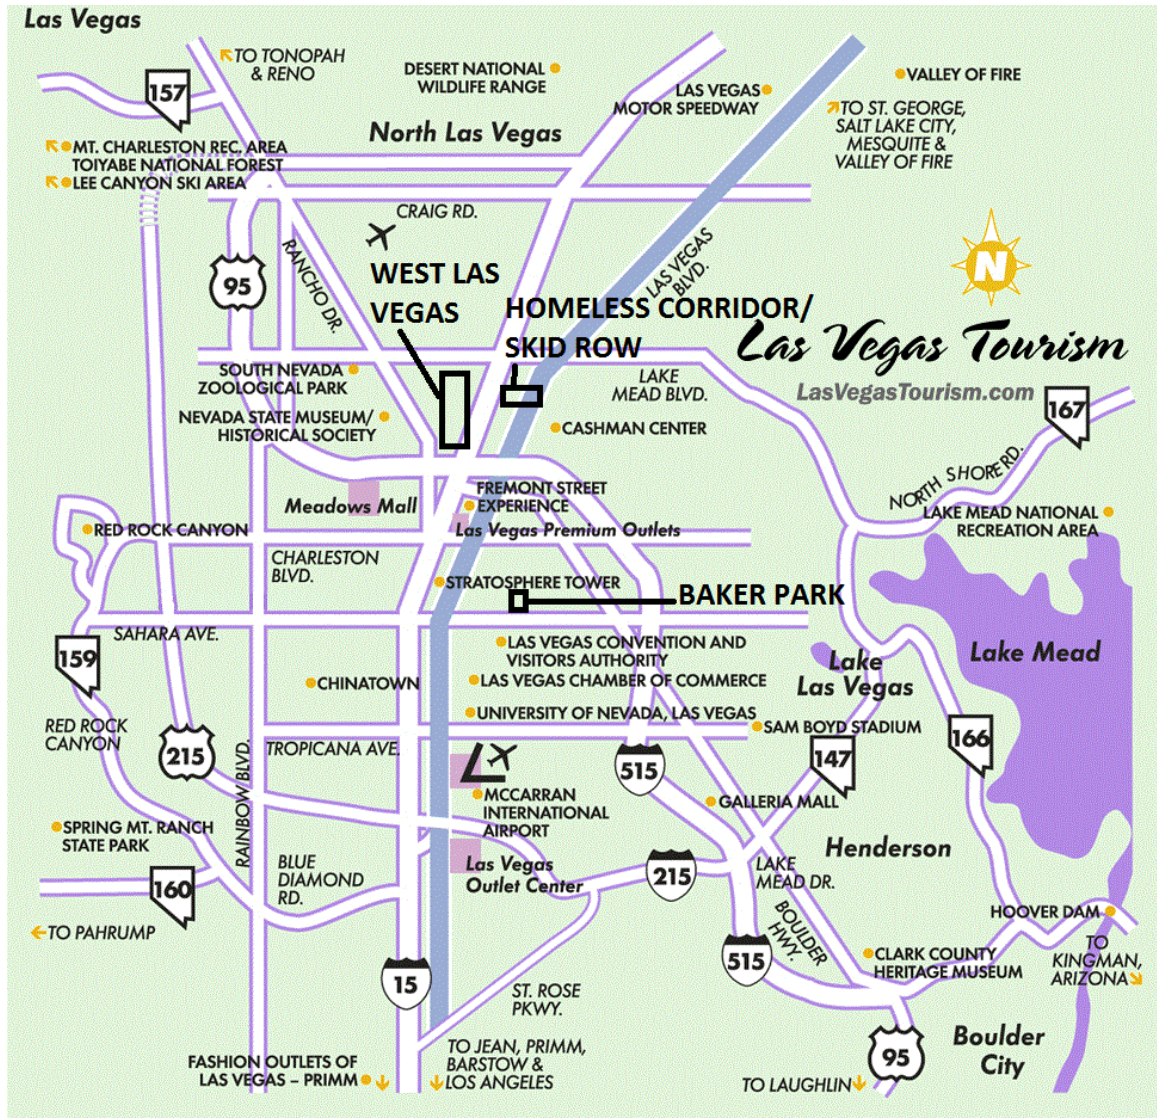 Las Vegas
TO TONOPAH
& RENO
DESERT NATIONAL
WILDLIFE RANGE
LAS VEGAS
MOTOR SPEEDWAY
VALLEY OF FIRE
157
TO ST. GEORGE,
SALT LAKE CITY,
MESQUITE &
VALLEY OF FIRE
North Las Vegas
MT. CHARLESTON REC. AREA
TOIYABE NATIONAL FOREST
LEE CANYON SKI AREA
CRAIG RD.
RANCHO DR.
LAS VEGAS
BLVD.
N
95
WEST LAS
VEGAS
HOMELESS CORRIDOR/
SKID ROW
Las Vegas Tourism
LasVegasTourism.com
SOUTH NEVADA
ZOOLOGICAL PARK
LAKE
MEAD BLVD.
167
NEVADA STATE MUSEUM/
HISTORICAL SOCIETY
CASHMAN CENTER
NORTH SHORE RD.
Meadows Mall
FREMONT STREET
EXPERIENCE
LAKE MEAD NATIONAL
RECREATION AREA
RED ROCK CANYON
Las Vegas Premium Outlets
CHARLESTON
BLVD.
STRATOSPHERE TOWER
BAKER PARK
SAHARA AVE.
159
LAS VEGAS CONVENTION AND
VISITORS AUTHORITY
Lake
Las Vegas
Lake Mead
CHINATOWN
LAS VEGAS CHAMBER OF COMMERCE
RED ROCK
CANYON
UNIVERSITY OF NEVADA, LAS VEGAS
SAM BOYD STADIUM
215
RAINBOW BLVD.
TROPICANA AVE.
515
147
166
MCCARRAN
INTERNATIONAL
AIRPORT
GALLERIA MALL
SPRING MT. RANCH
STATE PARK
Henderson
160
BLUE
DIAMOND
RD.
Las Vegas
Outlet Center
215
LAKE
MEAD DR.
TO PAHRUMP
BOULDER
HWY.
HOOVER DAM
TO
KINGMAN,
ARIZONA
15
ST. ROSE
PKWY.
515
CLARK COUNTY
HERITAGE MUSEUM
FASHION OUTLETS OF
LAS VEGAS – PRIMM
TO JEAN, PRIMM,
BARSTOW &
LOS ANGELES
95
Boulder
City
TO LAUGHLIN